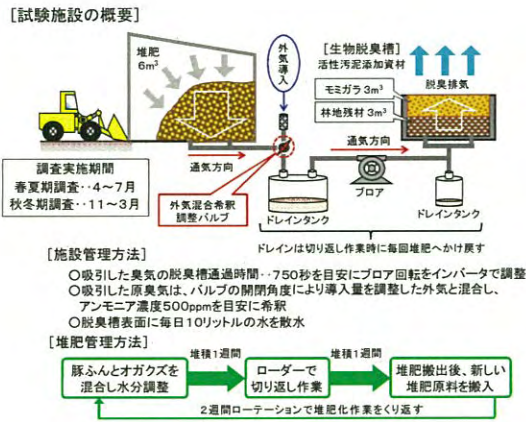 [試験施設の概要]
堆肥
6m³
外気導入
[生物脱臭槽]
活性汚泥添加資材
脱臭排気
モミガラ 3m³
林地残材 3m³
通気方向
通気方向
調査実施期間
春夏期調査・・4～7月
秋冬期調査・・11～3月
外気混合希釈
調整バルブ
ドレインタンク
ブロア
ドレインタンク
ドレインは切り返し作業時に毎回堆肥へかけ戻す
[施設管理方法]
○吸引した臭気の脱臭槽通過時間・・750秒を目安にブロア回転をインバータで調整
○吸引した原臭気は、バルブの開閉角度により導入量を調整した外気と混合し、
アンモニア濃度500ppmを目安に希釈
○脱臭槽表面に毎日10リットルの水を散水
[堆肥管理方法]
豚ふんとオガクズを
混合し水分調整
堆積1週間
ローダーで
切り返し作業
堆積1週間
堆肥搬出後、新しい
堆肥原料を搬入
2週間ローテーションで堆肥化作業をくり返す